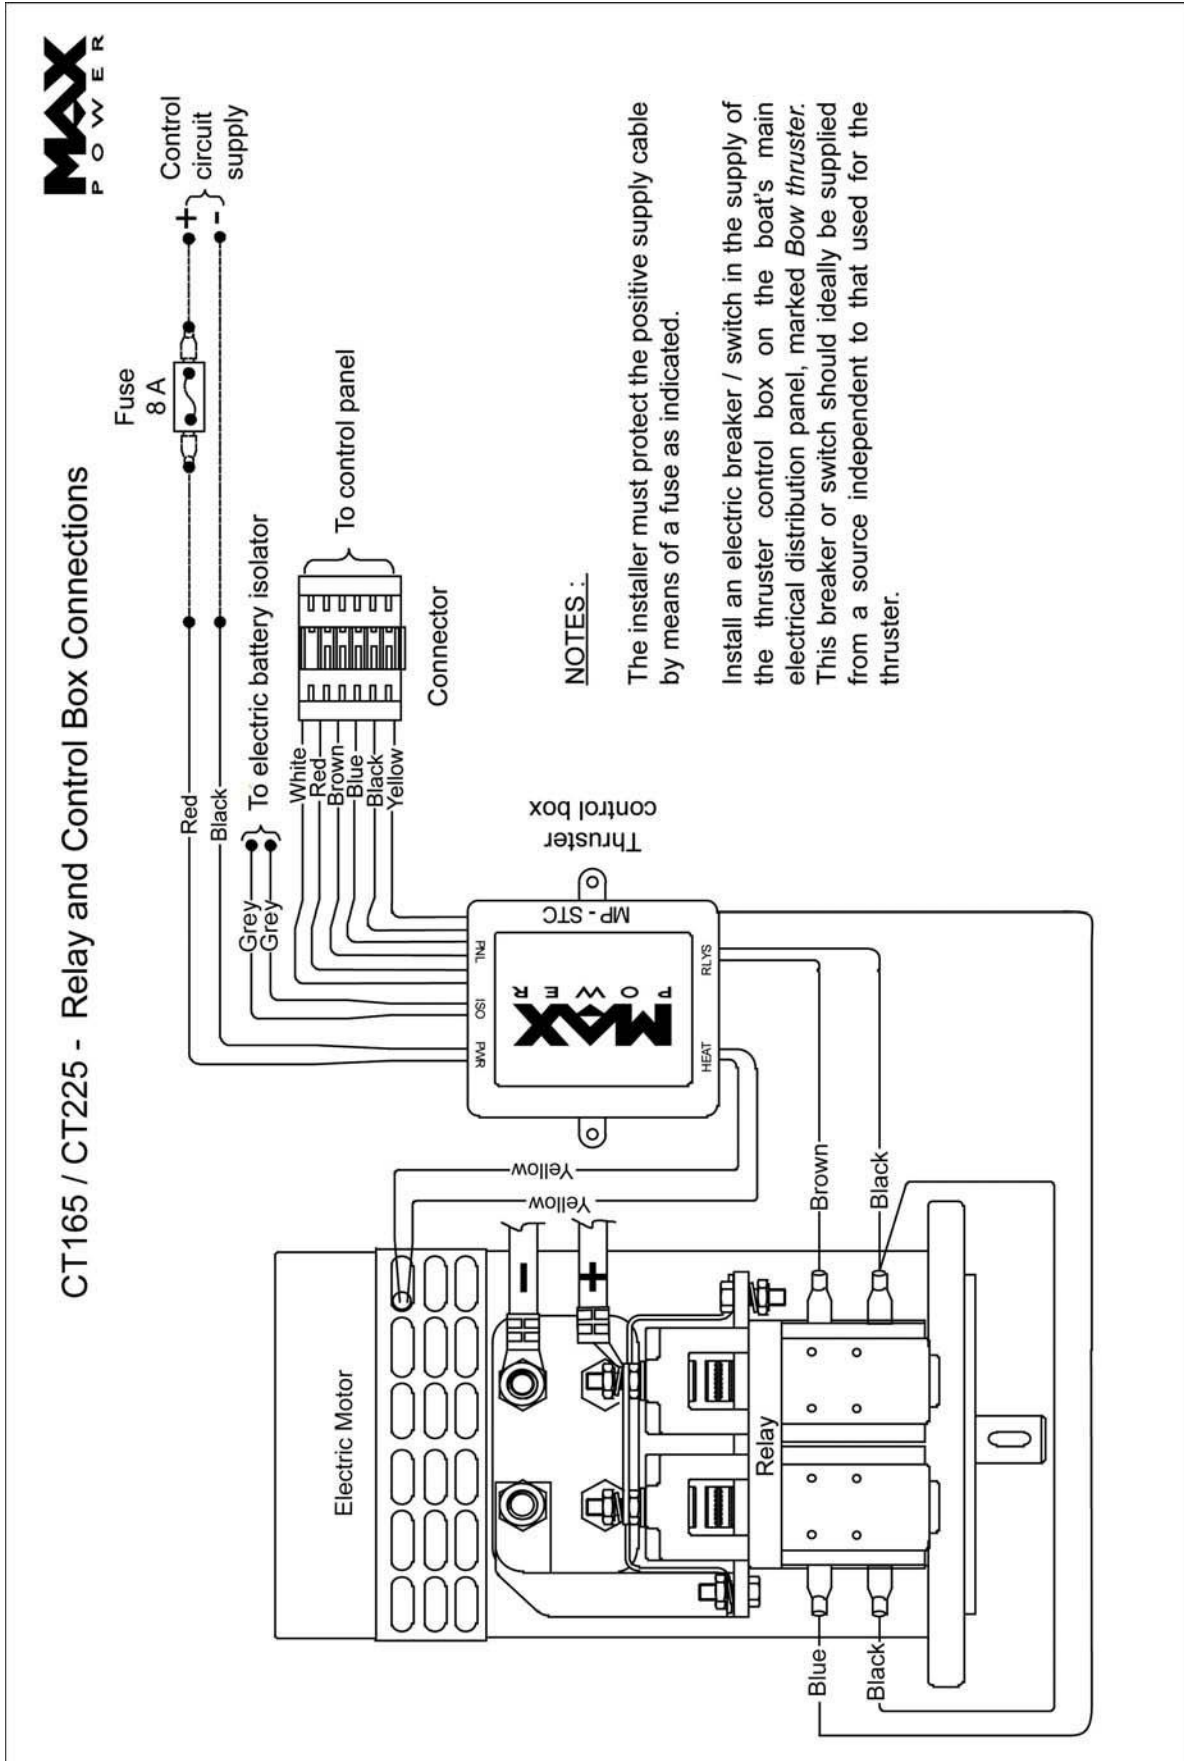 MAX
POWER
CT165 / CT225 - Relay and Control Box Connections
Fuse
8 A
+
-
Control
circuit
supply
Red
Black
Grey
Grey
To electric battery isolator
White
Red
Brown
Blue
Black
Yellow
To control panel
Connector
Electric Motor
Yellow
Yellow
-
+
PWR
ISO
PNL
MAX
POWER
MP - STC
HEAT
RLYS
Thruster
control box
Relay
Blue
Black
Brown
Black
NOTES :
The installer must protect the positive supply cable
by means of a fuse as indicated.
Install an electric breaker / switch in the supply of
the thruster control box on the boat's main
electrical distribution panel, marked Bow thruster.
This breaker or switch should ideally be supplied
from a source independent to that used for the
thruster.